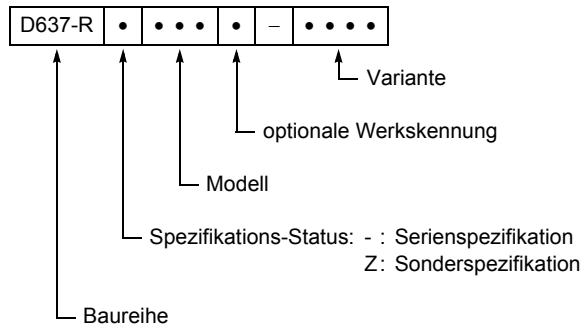 D637-R • • • • • – • • • •
Variante
optionale Werkskennung
Modell
Spezifikations-Status: - : Serienspezifikation
Z: Sonderspezifikation
Baureihe